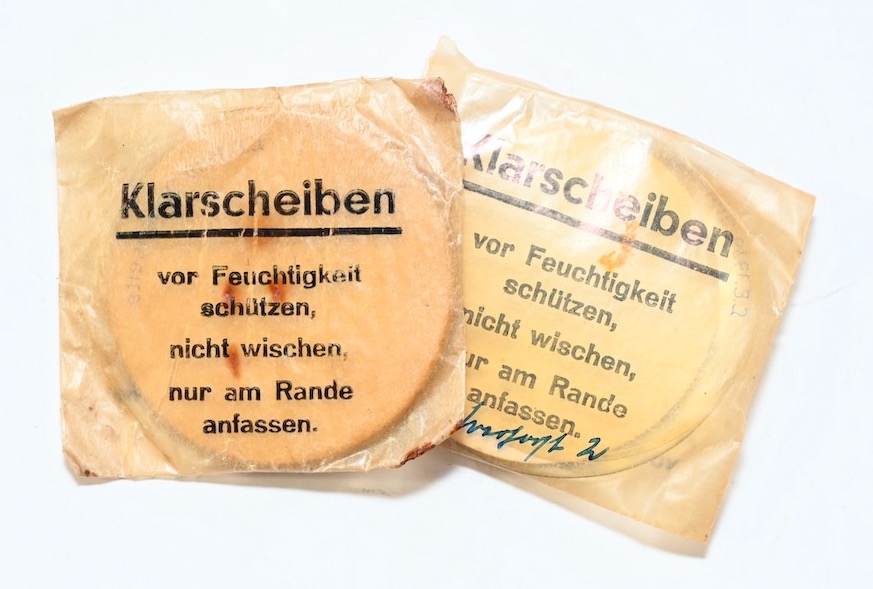 Klarscheiben
vor Feuchtigkeit
schützen,
nicht wischen,
nur am Rande
anfassen.
Klarscheiben
vor Feuchtigkeit
schützen,
nicht wischen,
nur am Rande
anfassen.
2